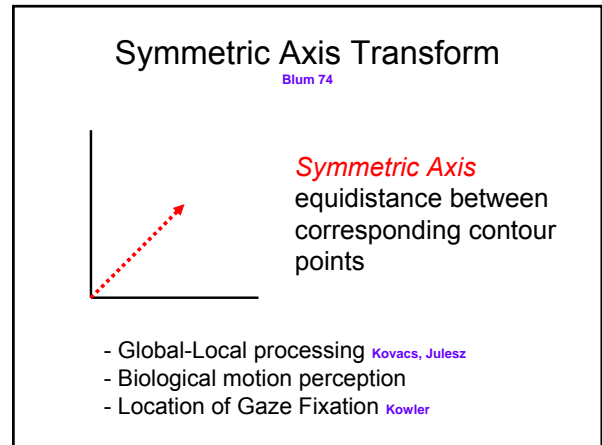 Symmetric Axis Transform
Blum 74
Symmetric Axis
equidistance between
corresponding contour
points
- Global-Local processing Kovacs, Julesz
- Biological motion perception
- Location of Gaze Fixation Kowler